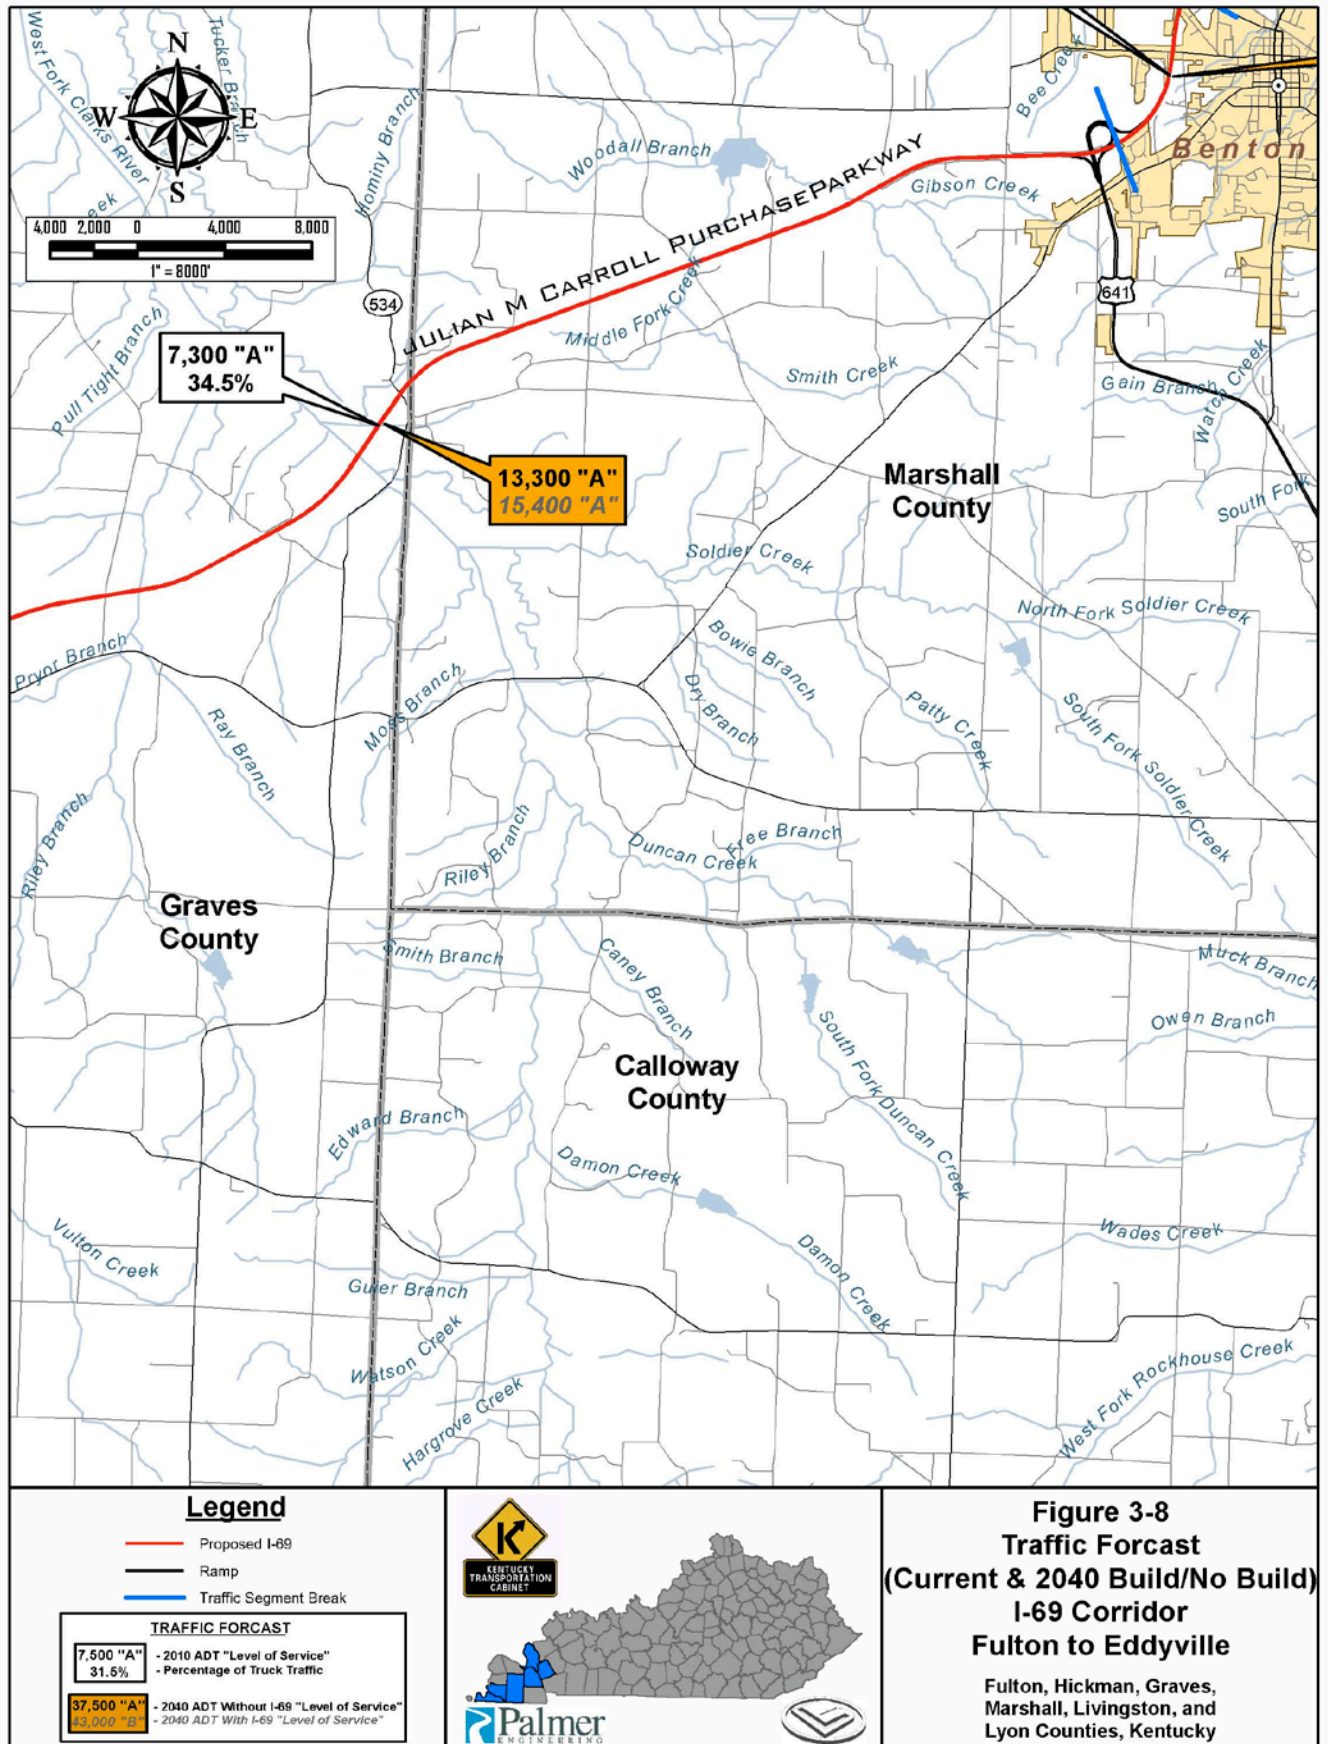 West Fork Clarks River
Tucker Branch
N
W
E
S
eek
4,000 2,000 0 4,000 8,000
1" = 8000'
Hominy Branch
534
Woodall Branch
JULIAN M CARROLL PURCHASE PARKWAY
Gibson Creek
Bee Creek
Benton
641
Middle Fork Creek
Smith Creek
Gain Branch
Watch Creek
South Fork
Pull Tight Branch
7,300 "A"
34.5%
13,300 "A"
15,400 "A"
Marshall
County
Soldier Creek
North Fork Soldier Creek
Bowie Branch
Dry Branch
Patty Creek
South Fork Soldier Creek
Pryor Branch
Ray Branch
Moss Branch
Riley Branch
Riley Branch
Duncan Creek
Free Branch
Graves
County
Smith Branch
Caney Branch
Muck Branch
Owen Branch
South Fork Duncan Creek
Calloway
County
Edward Branch
Damon Creek
Damon Creek
Wades Creek
Vulton Creek
Guier Branch
Watson Creek
Hargrove Creek
West Fork Rockhouse Creek
Legend
Proposed I-69
Ramp
Traffic Segment Break
TRAFFIC FORCAST
7,500 "A" - 2010 ADT "Level of Service"
31.5% - Percentage of Truck Traffic
37,500 "A" - 2040 ADT Without I-69 "Level of Service"
43,000 "B" - 2040 ADT With I-69 "Level of Service"
K
KENTUCKY
TRANSPORTATION
CABINET
Palmer
ENGINEERING
Figure 3-8
Traffic Forcast
(Current & 2040 Build/No Build)
I-69 Corridor
Fulton to Eddyville
Fulton, Hickman, Graves,
Marshall, Livingston, and
Lyon Counties, Kentucky